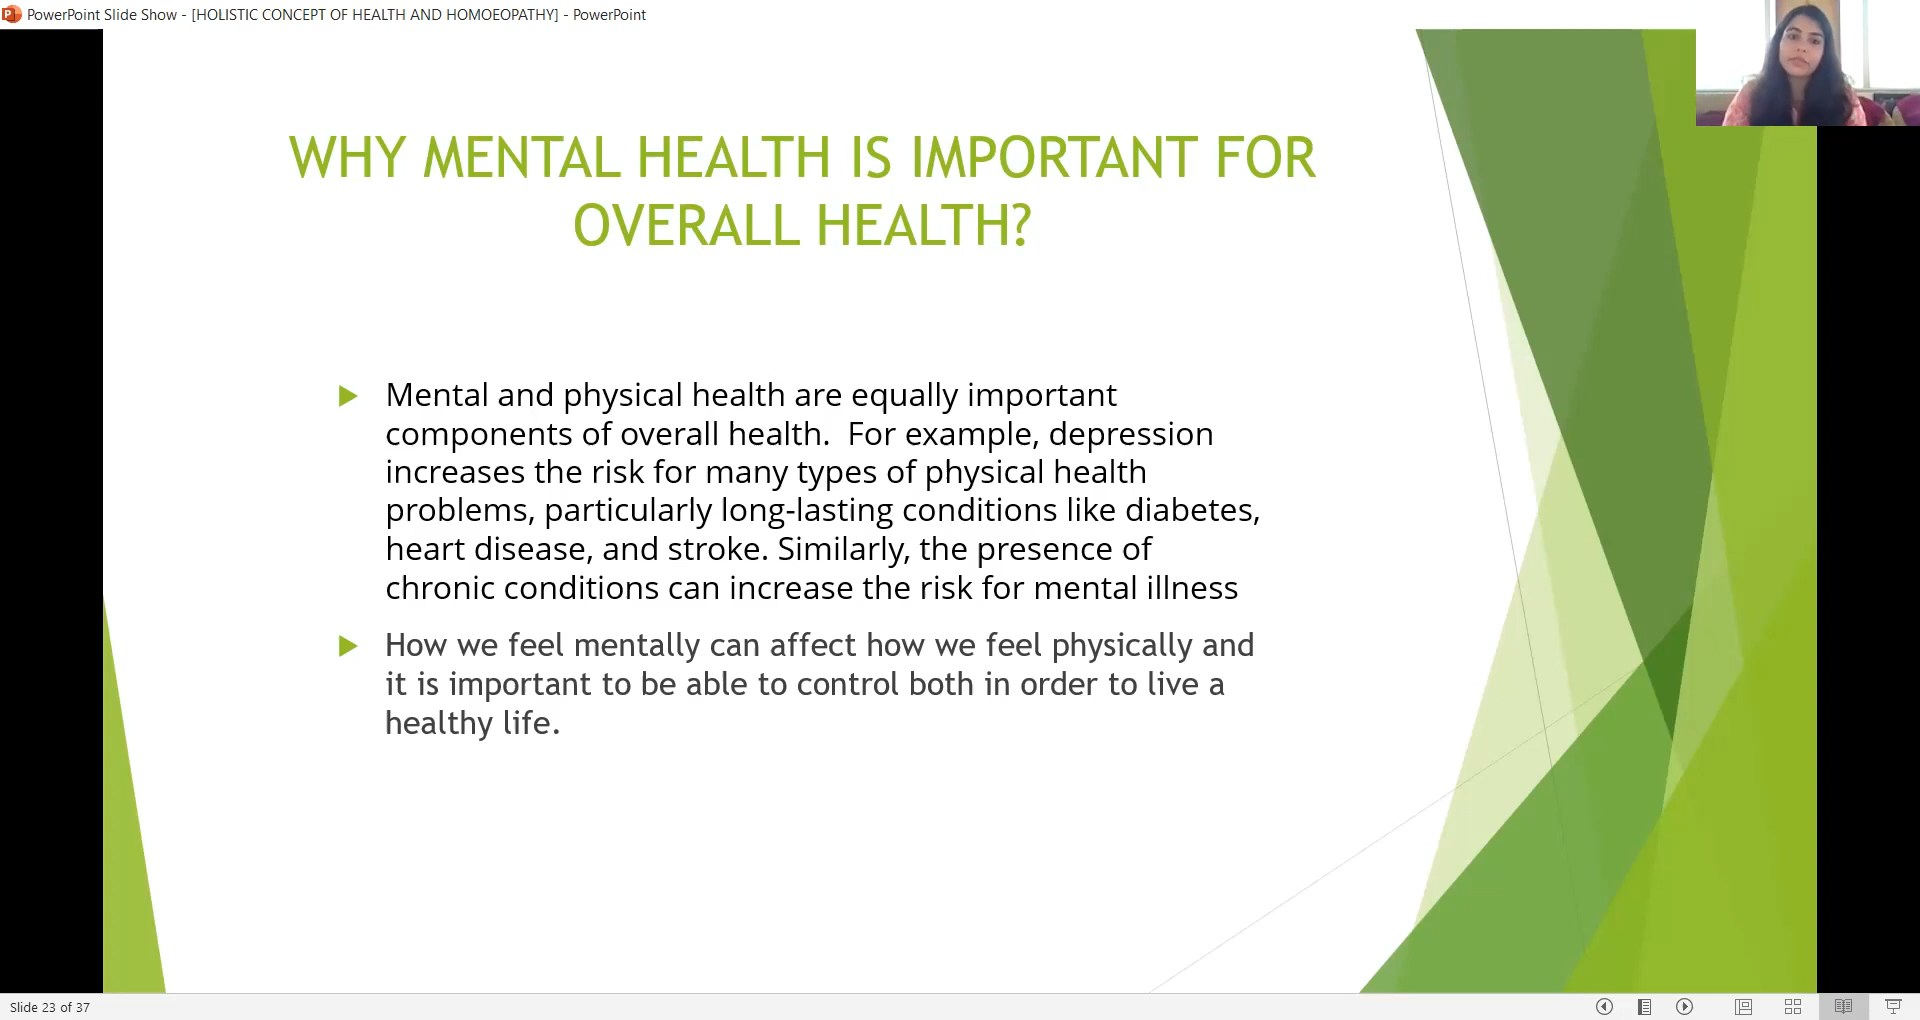 PowerPoint Slide Show - [HOLISTIC CONCEPT OF HEALTH AND HOMOEOPATHY] - PowerPoint
WHY MENTAL HEALTH IS IMPORTANT FOR
OVERALL HEALTH?
Mental and physical health are equally important
components of overall health.  For example, depression
increases the risk for many types of physical health
problems, particularly long-lasting conditions like diabetes,
heart disease, and stroke. Similarly, the presence of
chronic conditions can increase the risk for mental illness
How we feel mentally can affect how we feel physically and
it is important to be able to control both in order to live a
healthy life.
Slide 23 of 37